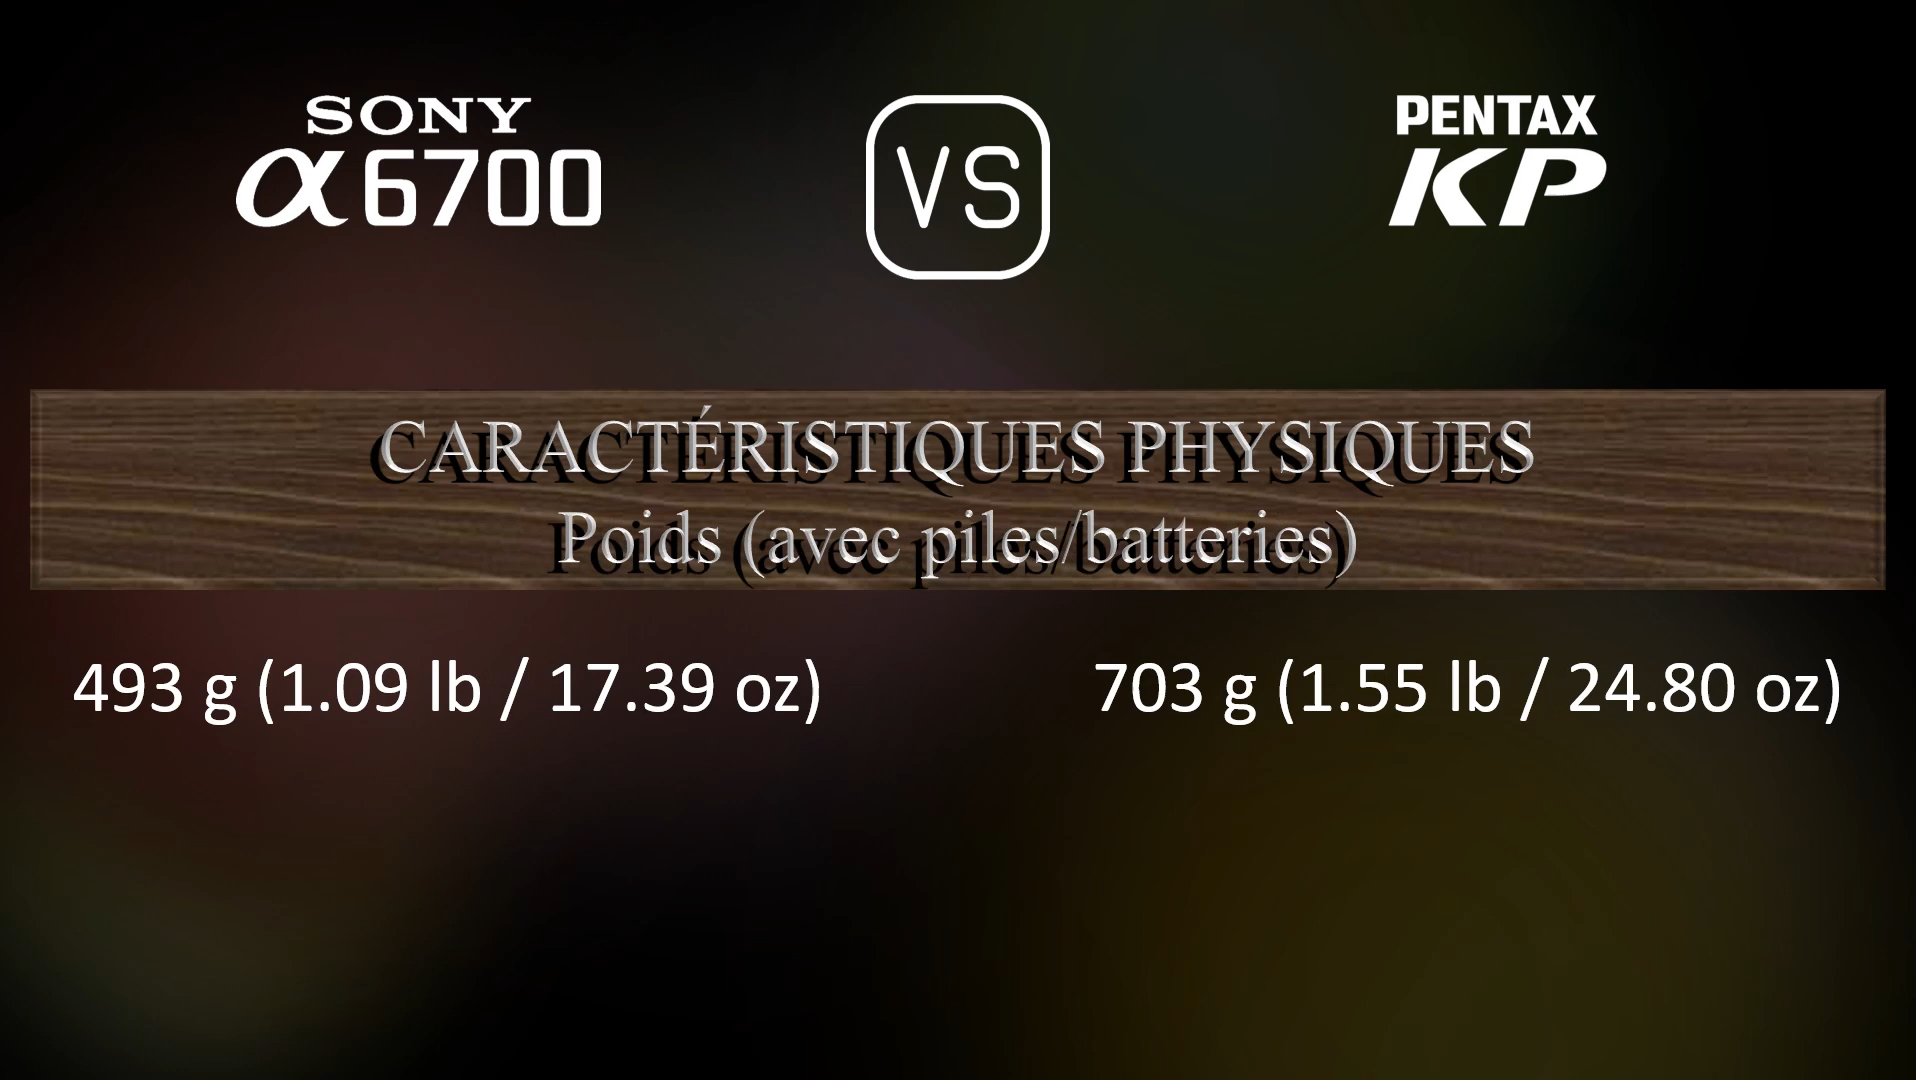 SONY
α6700
VS
PENTAX
KP
CARACTÉRISTIQUES PHYSIQUES
Poids (avec piles/batteries)
493 g (1.09 lb / 17.39 oz)
703 g (1.55 lb / 24.80 oz)